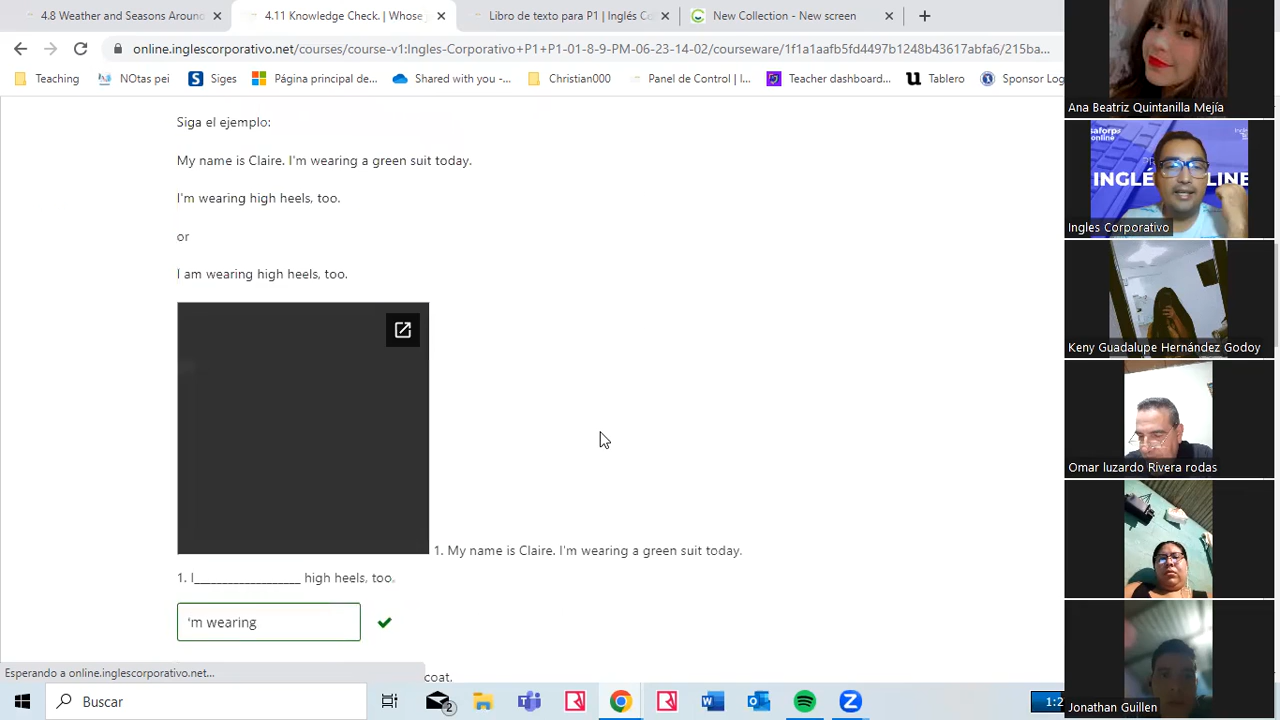 4.8 Weather and Seasons Around
4.11 Knowledge Check. | Whose
Libro de texto para P1 | Inglés Co
New Collection - New screen
online.inglescorporativo.net/courses/course-v1:Ingles-Corporativo+P1+P1-01-8-9-PM-06-23-14-02/courseware/1f1a1aafb5fd4497b1248b43617abfa6/215ba...
Teaching
NOtas pei
Siges
Página principal de...
Shared with you -...
Christian000
Panel de Control | I...
Teacher dashboard...
Tablero
Sponsor Log
Siga el ejemplo:
My name is Claire. I'm wearing a green suit today.
I'm wearing high heels, too.
or
I am wearing high heels, too.
1. My name is Claire. I'm wearing a green suit today.
1. I_________________ high heels, too.
'm wearing
coat.
Esperando a online.inglescorporativo.net...
Buscar
2
1:2
Ana Beatriz Quintanilla Mejía
online
INGLÉ
LINE
Ingles Corporativo
Keny Guadalupe Hernández Godoy
Omar luzardo Rivera rodas
Jonathan Guillen